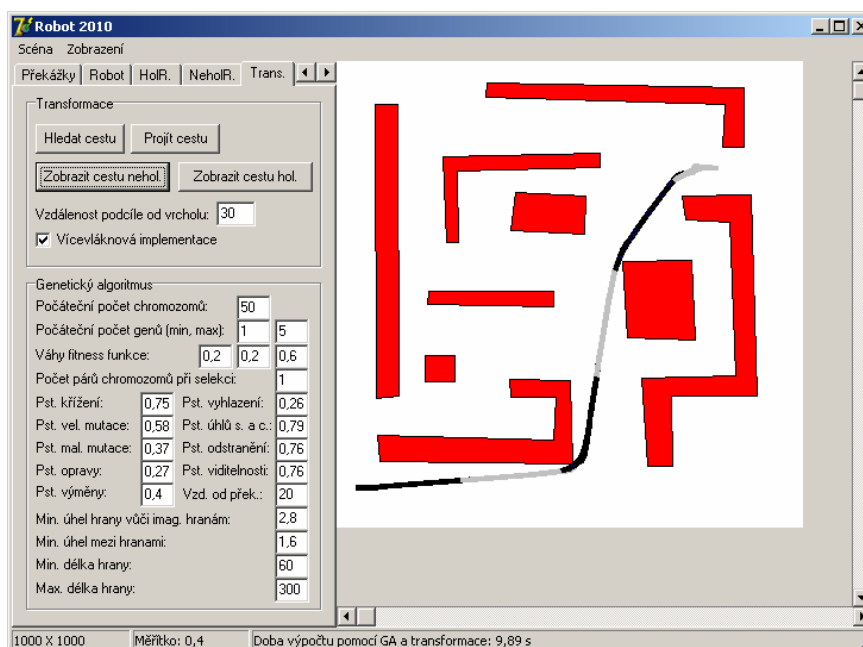 Robot 2010
Scéna Zobrazení
Překážky Robot HolR. NeholR. Trans.
Transformace
Hledat cestu Projít cestu
Zobrazit cestu nehol. Zobrazit cestu hol.
Vzdálenost podcíle od vrcholu: 30
Vícevláknová implementace
Genetický algoritmus
Počáteční počet chromozomů: 50
Počáteční počet genů (min, max): 1 5
Váhy fitness funkce: 0,2 0,2 0,6
Počet párů chromozomů při selekci: 1
Pst. křížení: 0,75 Pst. vyhlazení: 0,26
Pst. vel. mutace: 0,58 Pst. úhlů s. a c.: 0,79
Pst. mal. mutace: 0,37 Pst. odstranění: 0,76
Pst. opravy: 0,27 Pst. viditelnosti: 0,76
Pst. výměny: 0,4 Vzd. od přek.: 20
Min. úhel hrany vůči imag. hranám: 2,8
Min. úhel mezi hranami: 1,6
Min. délka hrany: 60
Max. délka hrany: 300
1000 X 1000 Měřítko: 0,4 Doba výpočtu pomocí GA a transformace: 9,89 s